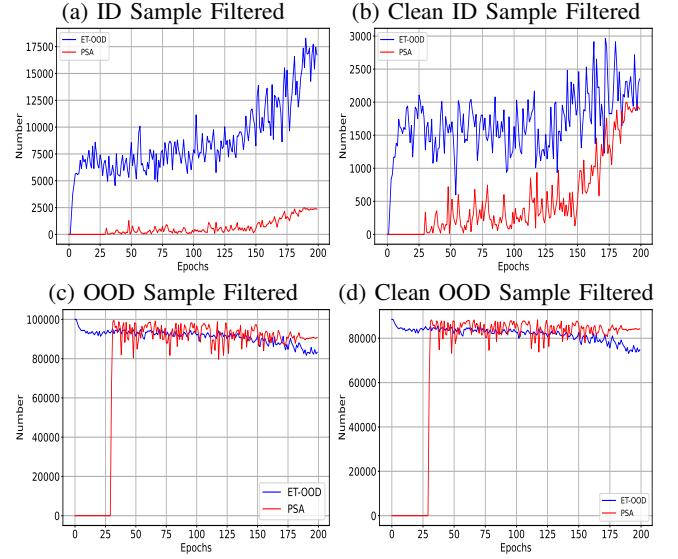 (a) ID Sample Filtered
ET-OOD
PSA
17500
15000
12500
10000
7500
5000
2500
0
Number
0 25 50 75 100 125 150 175 200
Epochs
(b) Clean ID Sample Filtered
ET-OOD
PSA
3000
2500
2000
1500
1000
500
0
Number
0 25 50 75 100 125 150 175 200
Epochs
(c) OOD Sample Filtered
100000
80000
60000
40000
20000
0
Number
ET-OOD
PSA
0 25 50 75 100 125 150 175 200
Epochs
(d) Clean OOD Sample Filtered
80000
60000
40000
20000
0
Number
ET-OOD
PSA
0 25 50 75 100 125 150 175 200
Epochs